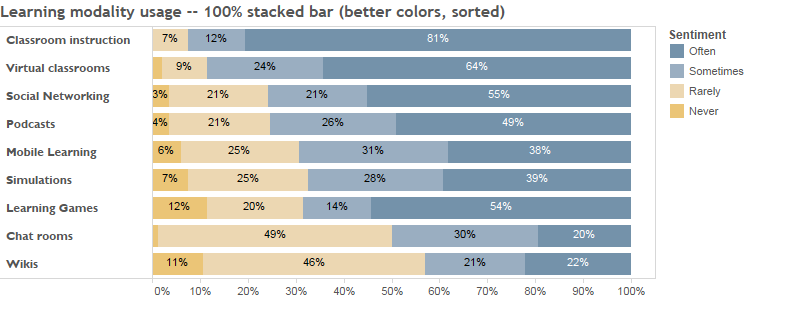 Learning modality usage -- 100% stacked bar (better colors, sorted)
Sentiment
Often
Sometimes
Rarely
Never
Classroom instruction 7% 12% 81%
Virtual classrooms 9% 24% 64%
Social Networking 3% 21% 21% 55%
Podcasts 4% 21% 26% 49%
Mobile Learning 6% 25% 31% 38%
Simulations 7% 25% 28% 39%
Learning Games 12% 20% 14% 54%
Chat rooms 49% 30% 20%
Wikis 11% 46% 21% 22%
0% 10% 20% 30% 40% 50% 60% 70% 80% 90% 100%